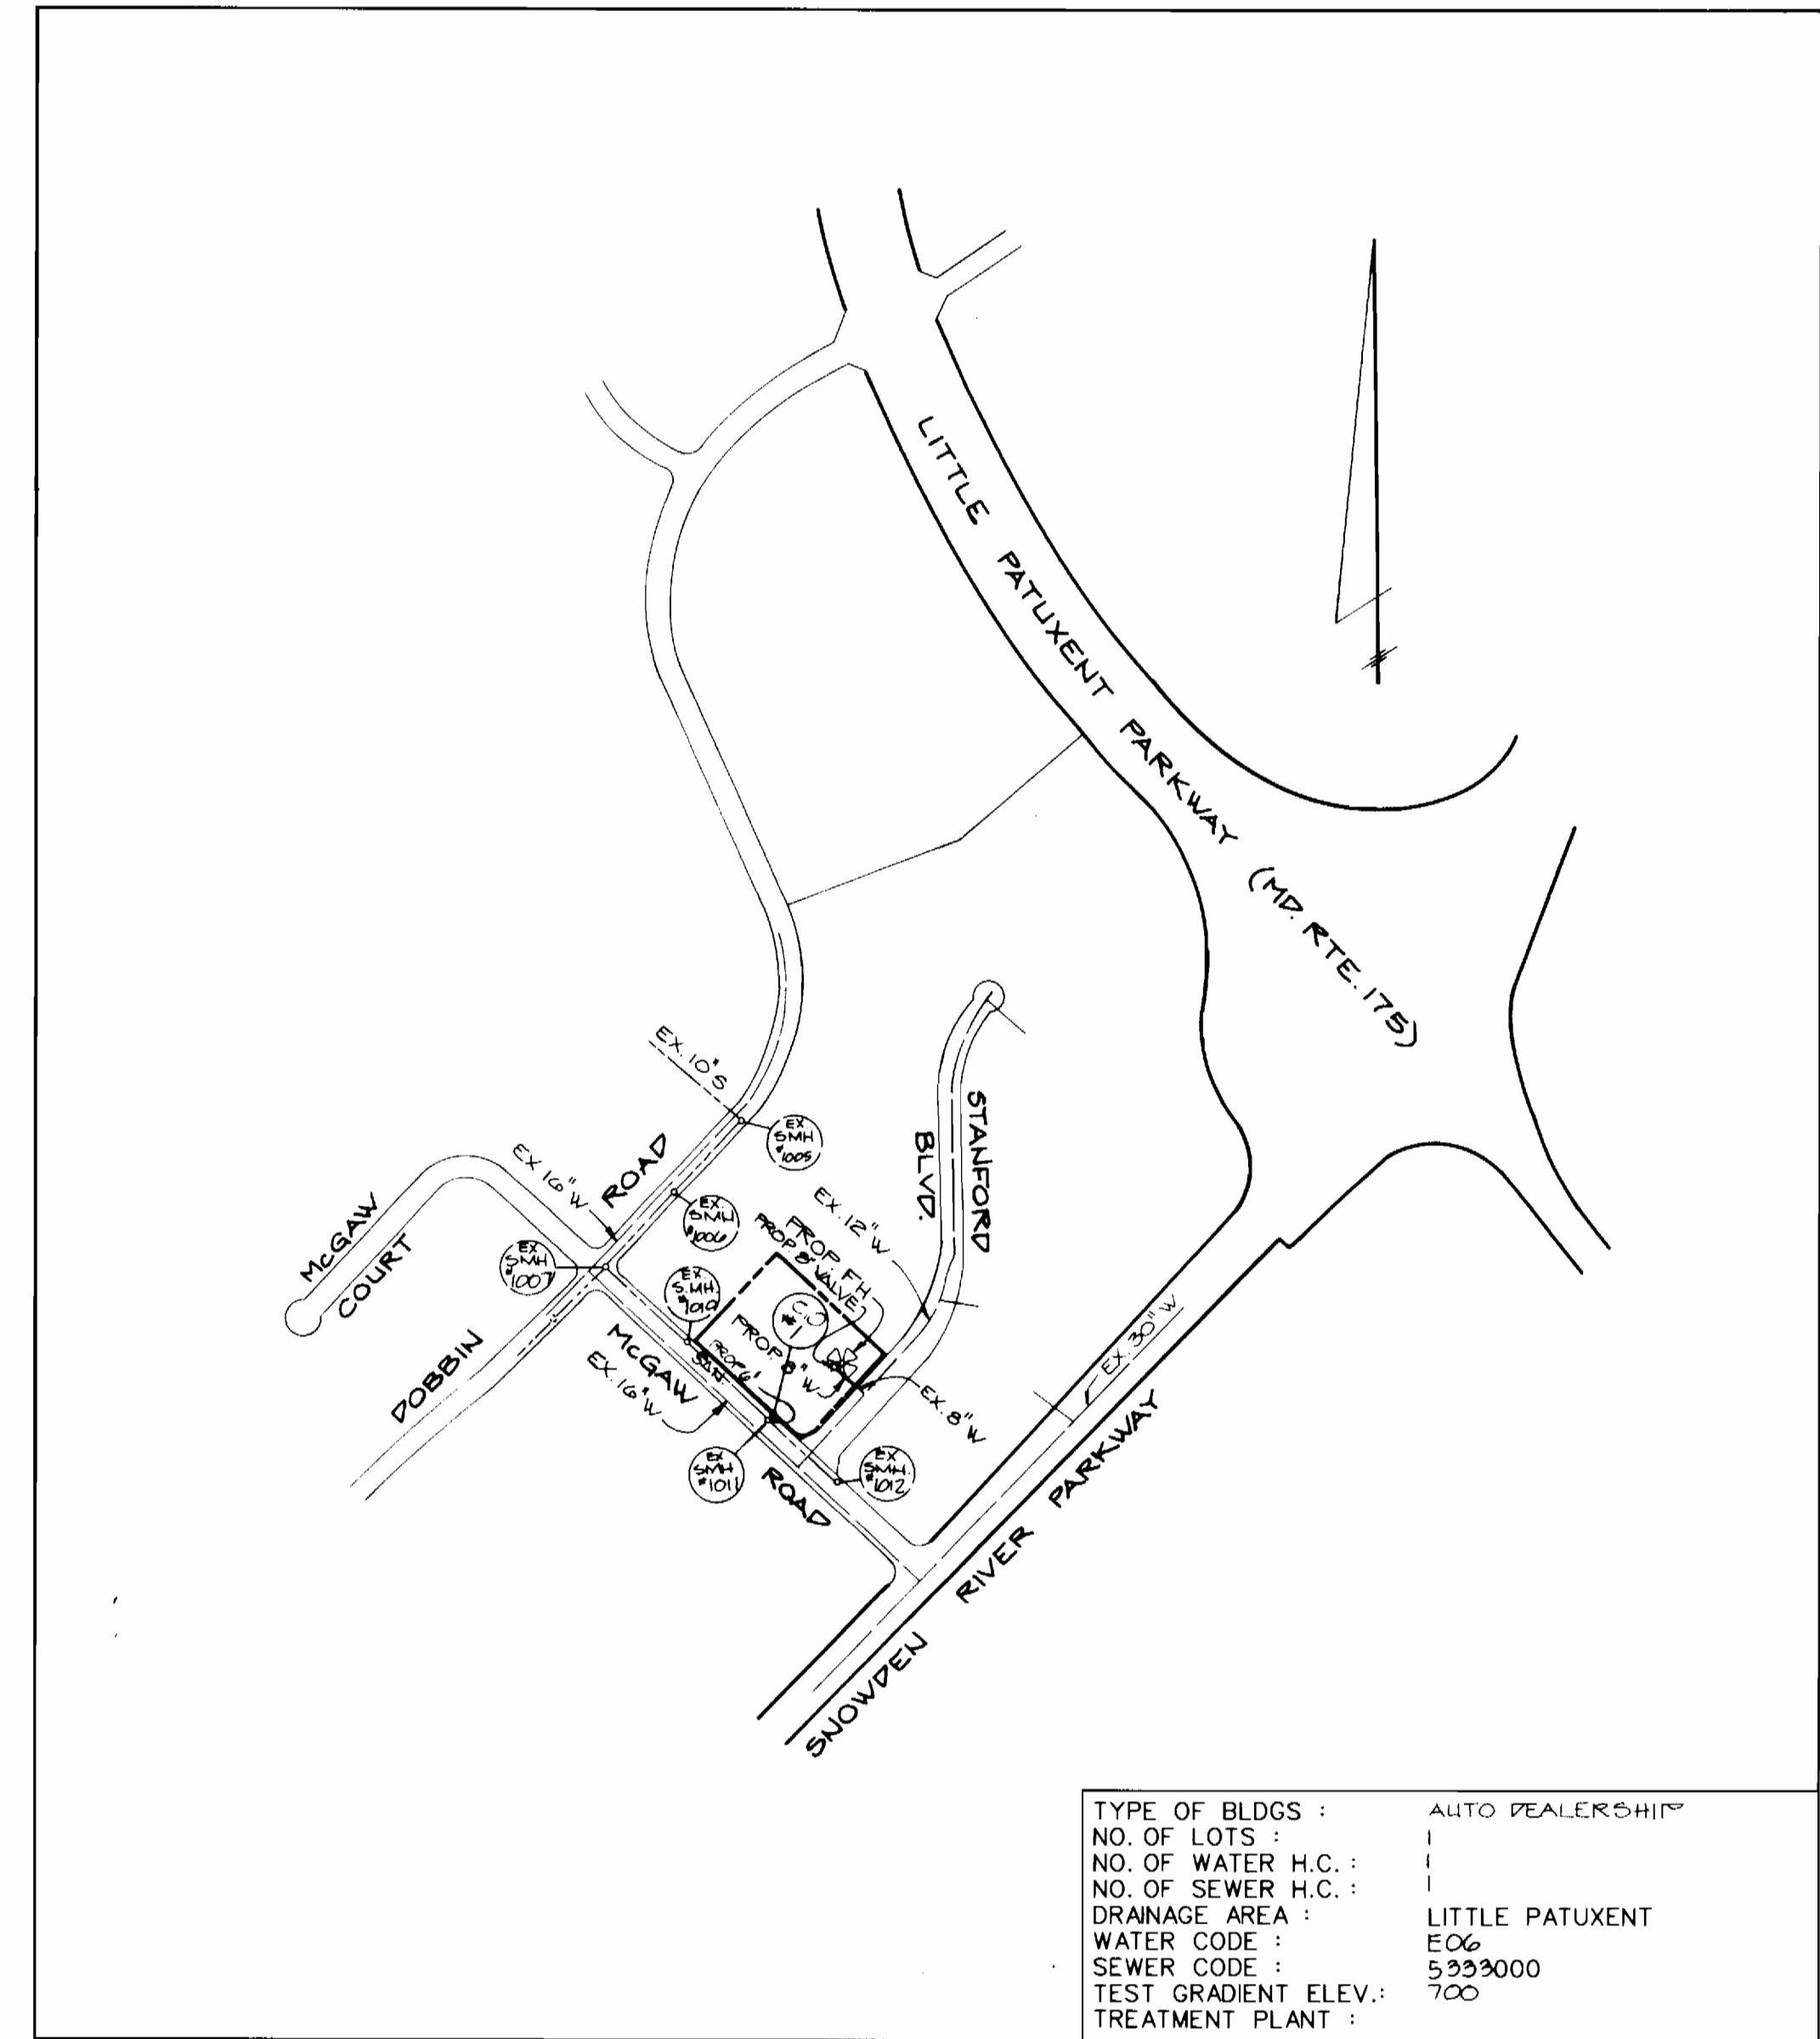 LITTLE PATUXENT PARKWAY (MD. RTE. 175)
EX. 10" S
EX
SMH
#1005
STANFORD
BLVD.
EX 16" W
ROAD
McGAW
COURT
EX.
SMH
#1006
EX. 12" W
PROP. FH
PROP. 8" VALVE
EX
SMH
#1007
EX.
S.MH.
#1010
C.O
#1
PROP. 8" W
PROP 6"
SAN.
DOBBIN
McGAW
EX. 16" W
EX. 8" W
EX. 30" W
EX
SMH
#1011
ROAD
EX
SMH.
#1012
SNOWDEN RIVER PARKWAY
TYPE OF BLDGS : AUTO DEALERSHIP
NO. OF LOTS : 1
NO. OF WATER H.C. : 1
NO. OF SEWER H.C. : 1
DRAINAGE AREA : LITTLE PATUXENT
WATER CODE : E06
SEWER CODE : 5333000
TEST GRADIENT ELEV.: 700
TREATMENT PLANT :